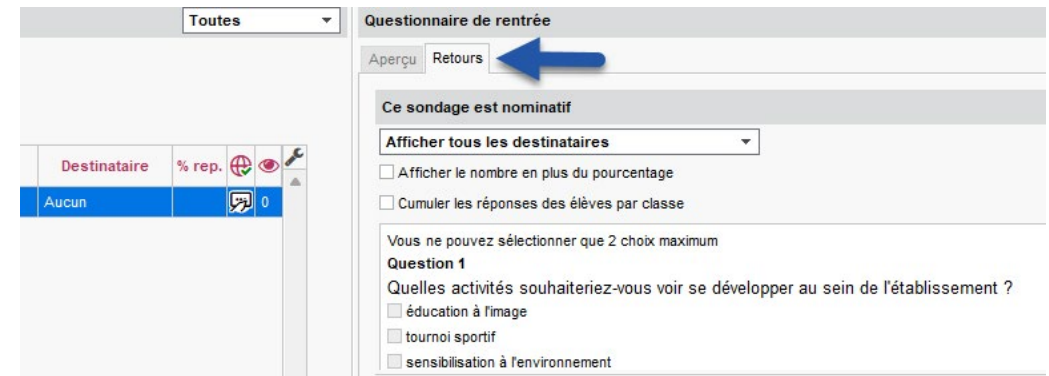 Toutes
Questionnaire de rentrée
Aperçu Retours
Ce sondage est nominatif
Afficher tous les destinataires
Destinataire % rep.
Afficher le nombre en plus du pourcentage
Aucun 0
Cumuler les réponses des élèves par classe
Vous ne pouvez sélectionner que 2 choix maximum
Question 1
Quelles activités souhaiteriez-vous voir se développer au sein de l'établissement ?
éducation à l'image
tournoi sportif
sensibilisation à l'environnement